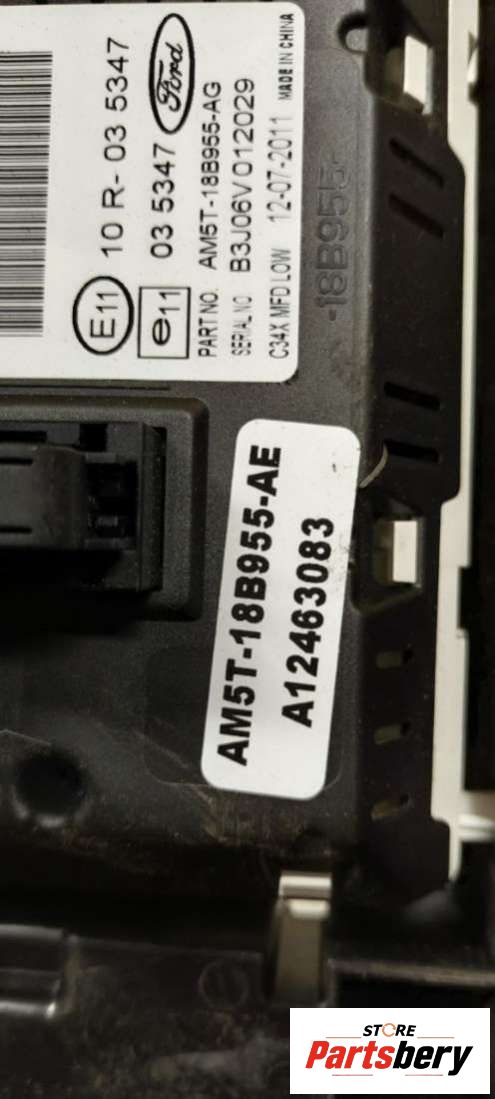 10 R- 03 5347
E11
Ford
03 5347
e11
PART NO. AM5T-18B955-AG
SERIAL NO B3J06V012029
C34X MFD LOW 12-07-2011 MADE IN CHINA
-18B955-
AM5T-18B955-AE
A12463083
STORE
Partsbery